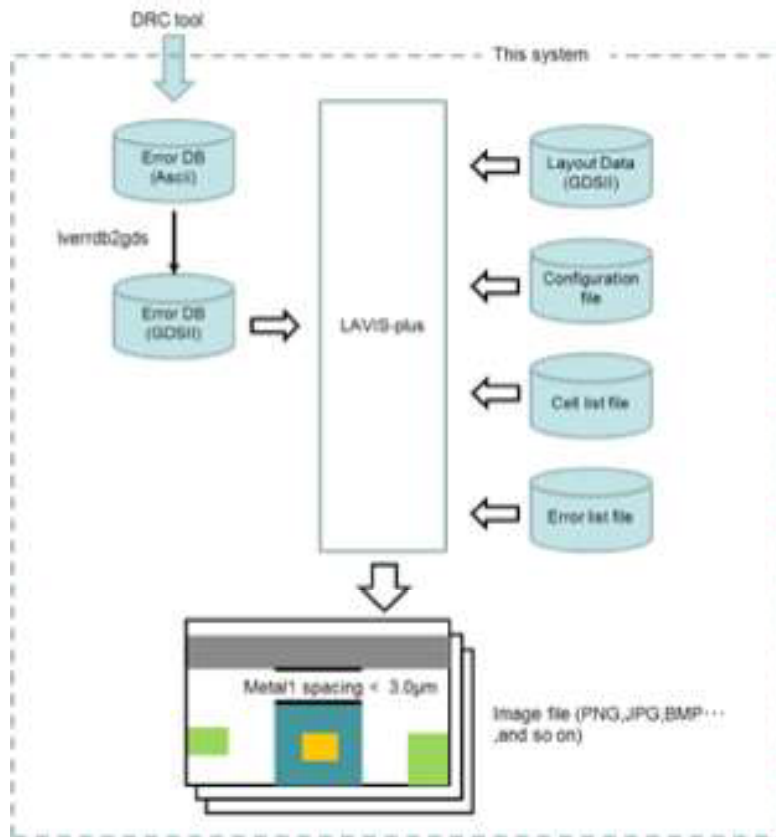 DRC tool
This system
Error DB
(Ascii)
lverrdb2gds
Error DB
(GDSII)
LAVIS-plus
Layout Data
(GDSII)
Configuration
file
Cell list file
Error list file
Metal1 spacing < 3.0μm
Image file (PNG,JPG,BMP⋯
,and so on)